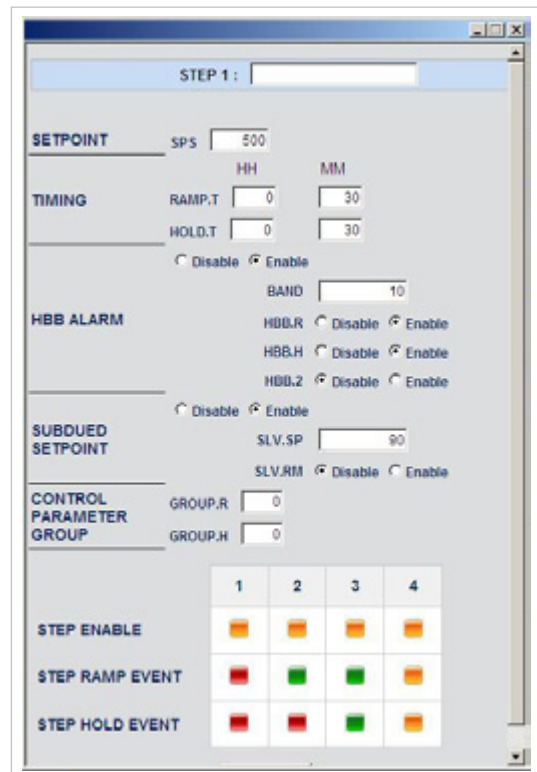 STEP 1 :
SETPOINT SPS 500
HH MM
TIMING RAMP.T 0 30
HOLD.T 0 30
Disable Enable
BAND 10
HBB ALARM HBB.R Disable Enable
HBB.H Disable Enable
HBB.2 Disable Enable
Disable Enable
SUBDUED
SETPOINT SLV.SP 90
SLV.RM Disable Enable
CONTROL
PARAMETER
GROUP
GROUP.R 0
GROUP.H 0
1 2 3 4
STEP ENABLE
STEP RAMP EVENT
STEP HOLD EVENT